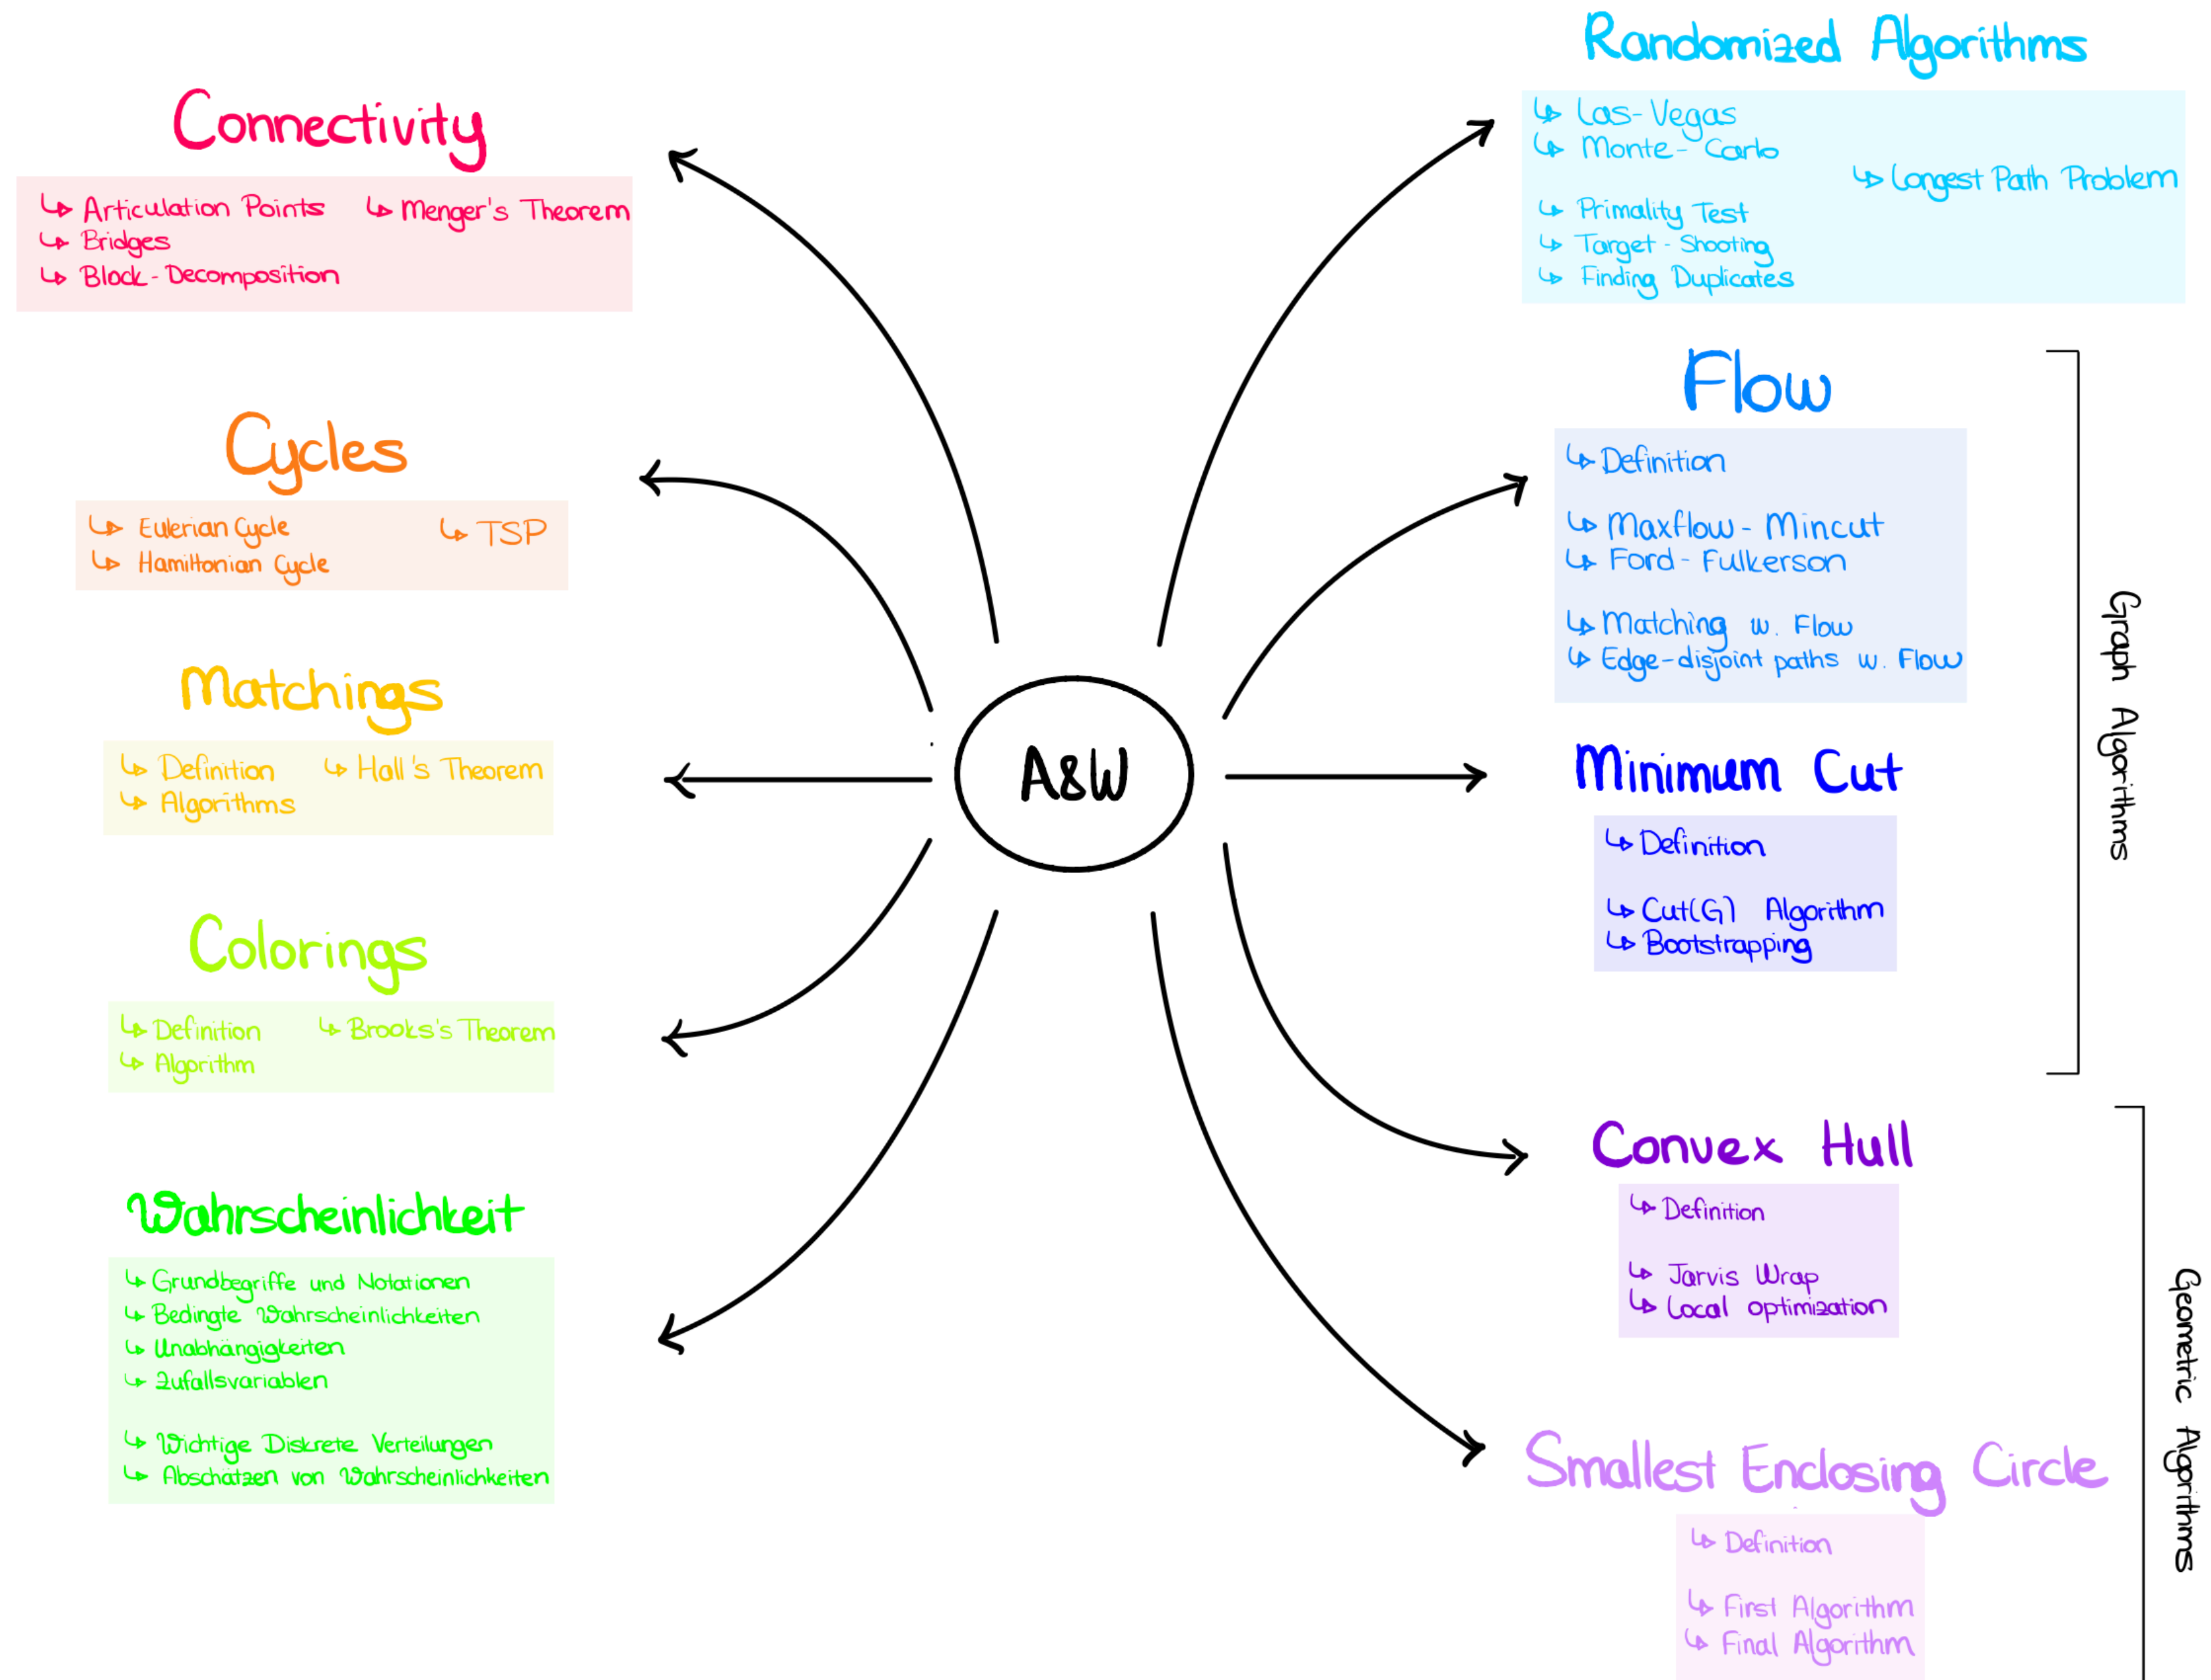 Connectivity
↳ Articulation Points ↳ Menger's Theorem
↳ Bridges
↳ Block-Decomposition
Cycles
↳ Eulerian Cycle ↳ TSP
↳ Hamiltonian Cycle
Matchings
↳ Definition ↳ Hall's Theorem
↳ Algorithms
Colorings
↳ Definition ↳ Brooks's Theorem
↳ Algorithm
Wahrscheinlichkeit
↳ Grundbegriffe und Notationen
↳ Bedingte Wahrscheinlichkeiten
↳ Unabhängigkeiten
↳ Zufallsvariablen
↳ Wichtige Diskrete Verteilungen
↳ Abschätzen von Wahrscheinlichkeiten
A&W
Randomized Algorithms
↳ Las-Vegas
↳ Monte-Carlo
↳ Longest Path Problem
↳ Primality Test
↳ Target-Shooting
↳ Finding Duplicates
Flow
↳ Definition
↳ Maxflow-Mincut
↳ Ford-Fulkerson
↳ Matching w. Flow
↳ Edge-disjoint paths w. Flow
Minimum Cut
↳ Definition
↳ Cut(G) Algorithm
↳ Bootstrapping
Graph Algorithms
Convex Hull
↳ Definition
↳ Jarvis Wrap
↳ Local optimization
Smallest Enclosing Circle
↳ Definition
↳ First Algorithm
↳ Final Algorithm
Geometric Algorithms